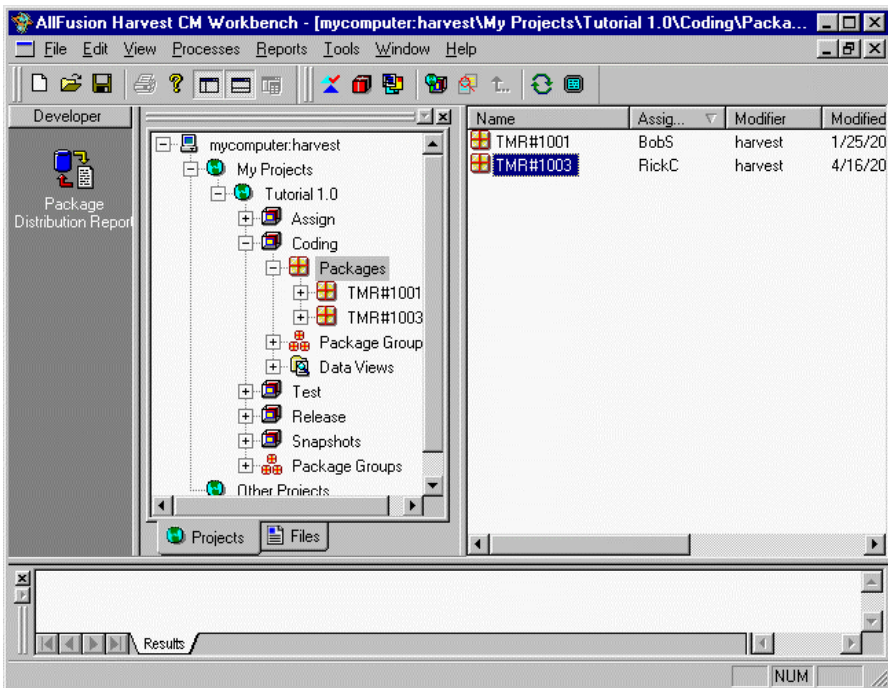 AllFusion Harvest CM Workbench - [mycomputer:harvest\My Projects\Tutorial 1.0\Coding\Packa...
File Edit View Processes Reports Tools Window Help
Developer
Package
Distribution Report
mycomputer:harvest
My Projects
Tutorial 1.0
Assign
Coding
Packages
TMR#1001
TMR#1003
Package Group
Data Views
Test
Release
Snapshots
Package Groups
Other Projects
Projects Files
Name Assig... Modifier Modified
TMR#1001 BobS harvest 1/25/20
TMR#1003 RickC harvest 4/16/20
Results
NUM